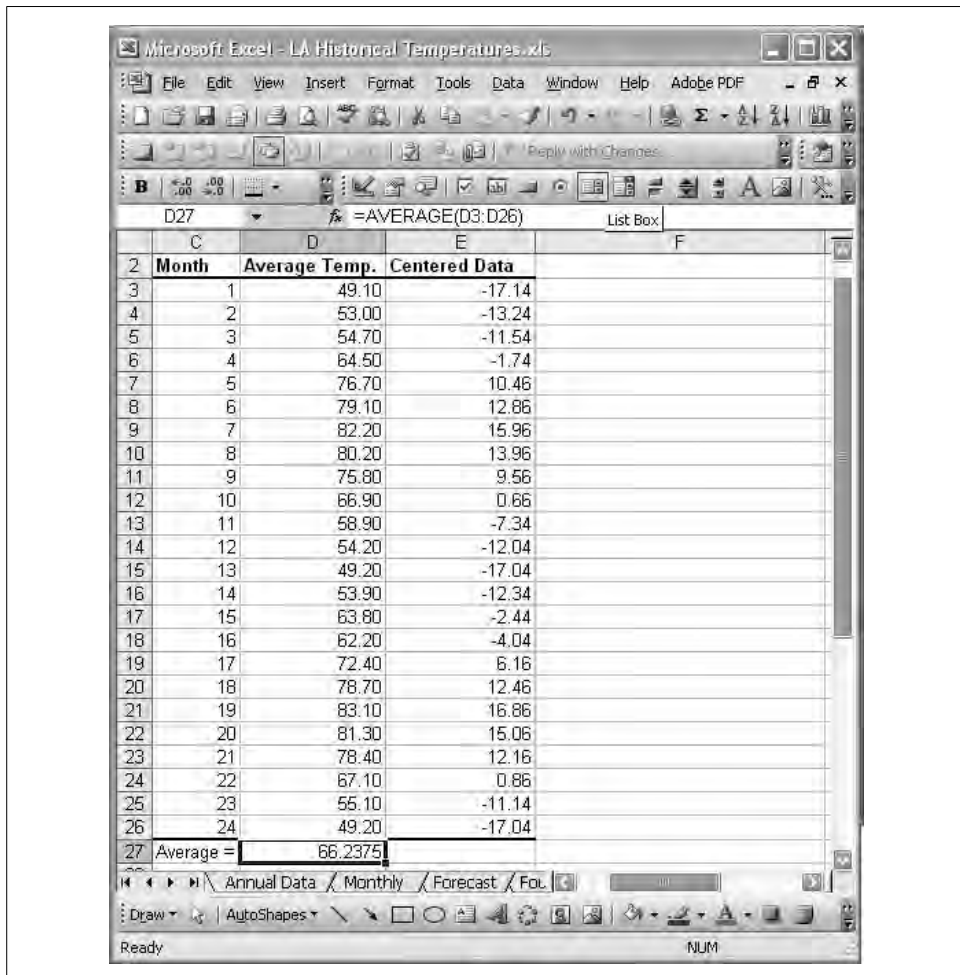 Microsoft Excel - LA Historical Temperatures.xls
File Edit View Insert Format Tools Data Window Help Adobe PDF
Reply with Changes...
B
D27 fx =AVERAGE(D3:D26) List Box
C D E F
2 Month Average Temp. Centered Data
3 1 49.10 -17.14
4 2 53.00 -13.24
5 3 54.70 -11.54
6 4 64.50 -1.74
7 5 76.70 10.46
8 6 79.10 12.86
9 7 82.20 15.96
10 8 80.20 13.96
11 9 75.80 9.56
12 10 66.90 0.66
13 11 58.90 -7.34
14 12 54.20 -12.04
15 13 49.20 -17.04
16 14 53.90 -12.34
17 15 63.80 -2.44
18 16 62.20 -4.04
19 17 72.40 6.16
20 18 78.70 12.46
21 19 83.10 16.86
22 20 81.30 15.06
23 21 78.40 12.16
24 22 67.10 0.86
25 23 55.10 -11.14
26 24 49.20 -17.04
27 Average = 66.2375
Annual Data / Monthly / Forecast / Fou
Draw AutoShapes
Ready NUM